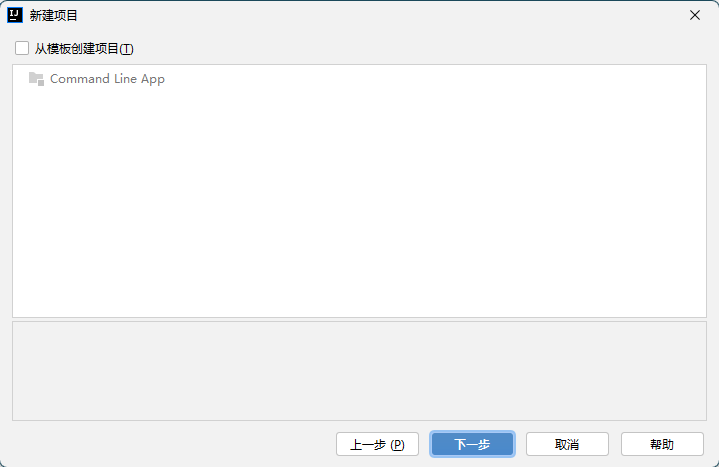 IJ
新建项目
从模板创建项目(T)
Command Line App
上一步 (P)
下一步
取消
帮助